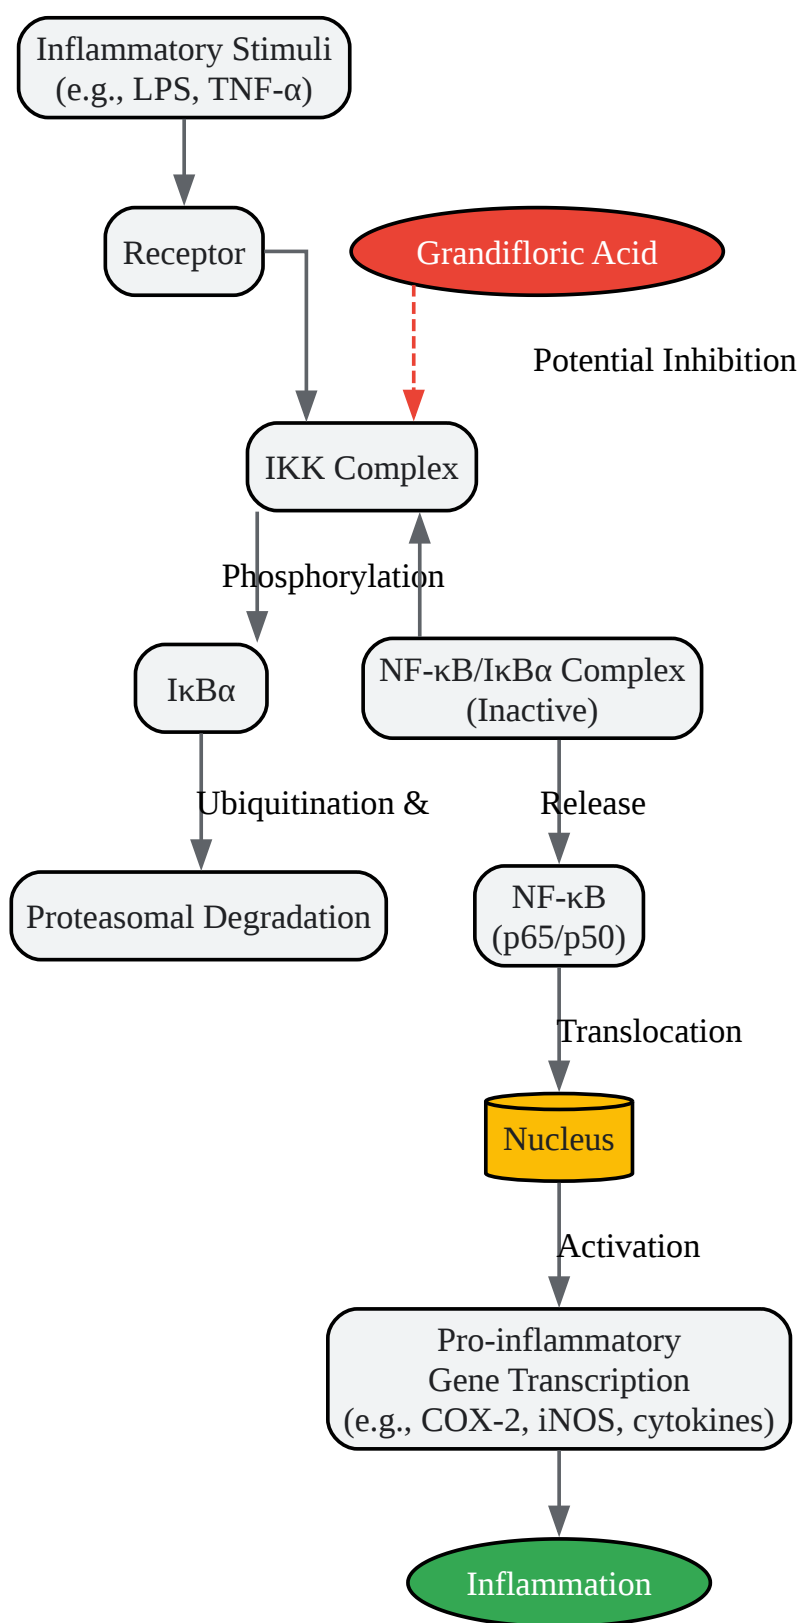 Inflammatory Stimuli
(e.g., LPS, TNF-α)
Receptor
Grandifloric Acid
Potential Inhibition
IKK Complex
Phosphorylation
IκBα
NF-κB/IκBα Complex
(Inactive)
Ubiquitination &
Release
Proteasomal Degradation
NF-κB
(p65/p50)
Translocation
Nucleus
Activation
Pro-inflammatory
Gene Transcription
(e.g., COX-2, iNOS, cytokines)
Inflammation